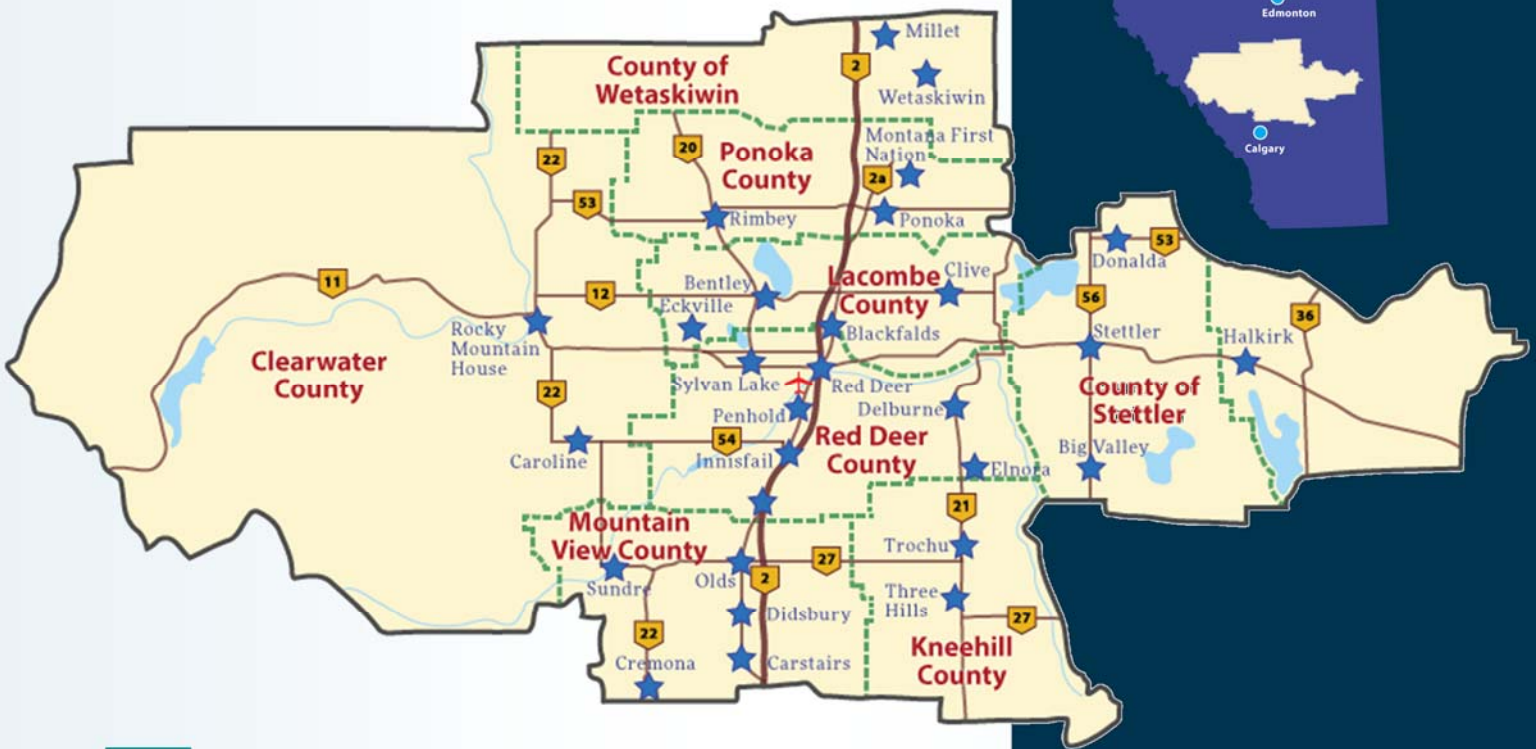 Edmonton
Calgary
Millet
2
County of
Wetaskiwin
Wetaskiwin
Montana First
Nation
20
22
Ponoka
County
2a
53
Rimbey
Ponoka
53
Donalda
11
12
Bentley
Lacombe
County
Clive
56
36
Eckville
Rocky
Mountain
House
Blackfalds
Stettler
Halkirk
Clearwater
County
22
Sylvan Lake
Red Deer
County of
Stettler
Penhold
Delburne
54
Red Deer
County
Caroline
Innisfail
Elnora
Big Valley
21
Mountain
View County
Trochu
27
Sundre
Olds
2
Three
Hills
Didsbury
27
22
Kneehill
County
Cremona
Carstairs